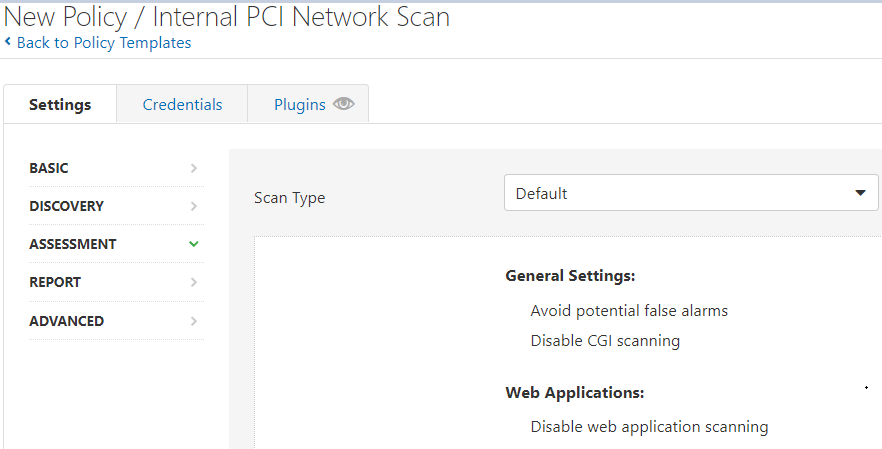 New Policy / Internal PCI Network Scan
Back to Policy Templates
Settings Credentials Plugins
BASIC
DISCOVERY
ASSESSMENT
REPORT
ADVANCED
Scan Type Default
General Settings:
Avoid potential false alarms
Disable CGI scanning
Web Applications:
Disable web application scanning